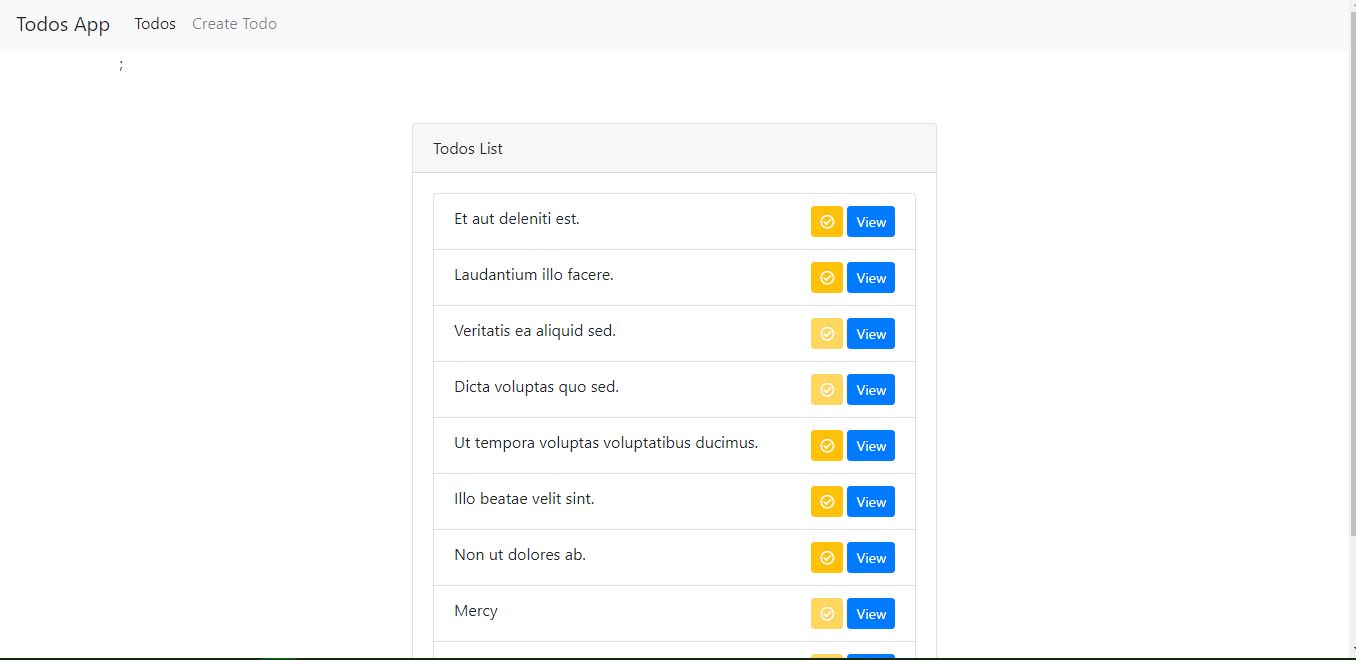 Todos App Todos Create Todo
;
Todos List
Et aut deleniti est. View
Laudantium illo facere. View
Veritatis ea aliquid sed. View
Dicta voluptas quo sed. View
Ut tempora voluptas voluptatibus ducimus. View
Illo beatae velit sint. View
Non ut dolores ab. View
Mercy View